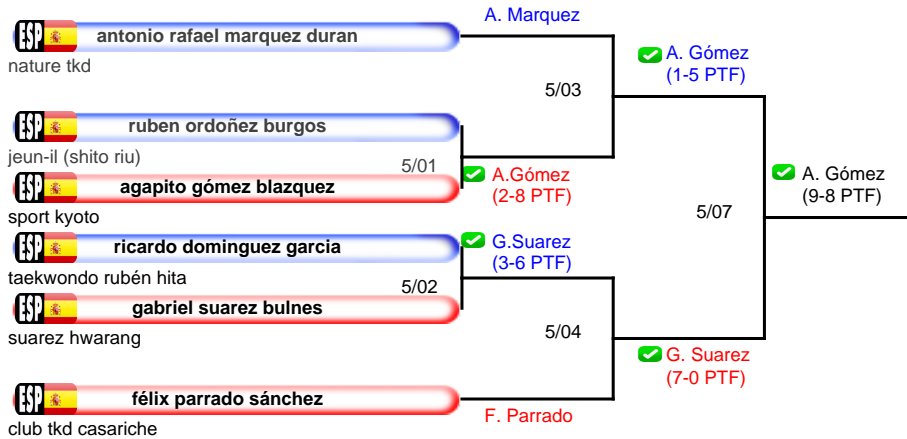 A. Marquez
ESP antonio rafael marquez duran
nature tkd
A. Gómez
(1-5 PTF)
5/03
ESP ruben ordoñez burgos
jeun-il (shito riu)
5/01
ESP agapito gómez blazquez
sport kyoto
A.Gómez
(2-8 PTF)
A. Gómez
(9-8 PTF)
5/07
ESP ricardo dominguez garcia
taekwondo rubén hita
G.Suarez
(3-6 PTF)
5/02
ESP gabriel suarez bulnes
suarez hwarang
5/04
G. Suarez
(7-0 PTF)
ESP félix parrado sánchez
club tkd casariche
F. Parrado